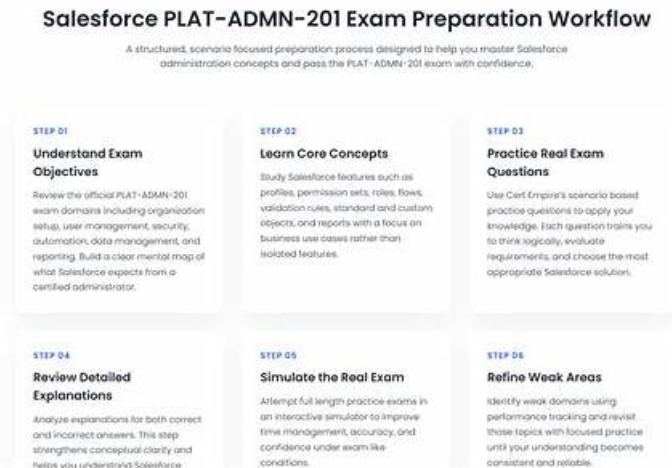 Salesforce PLAT-ADMN-201 Exam Preparation Workflow
A structured, scenario focused preparation process designed to help you master Salesforce
administration concepts and pass the PLAT-ADMN-201 exam with confidence.
STEP 01
Understand Exam
Objectives
Review the official PLAT-ADMN-201
exam domains including organization
setup, user management, security,
automation, data management, and
reporting. Build a clear mental map of
what Salesforce expects from a
certified administrator.
STEP 02
Learn Core Concepts
Study Salesforce features such as
profiles, permission sets, roles, flows,
validation rules, standard and custom
objects, and reports with a focus on
business use cases rather than
isolated features.
STEP 03
Practice Real Exam
Questions
Use Cert Empire's scenario based
practice questions to apply your
knowledge. Each question trains you
to think logically, evaluate
requirements, and choose the most
appropriate Salesforce solution.
STEP 04
Review Detailed
Explanations
Analyze explanations for both correct
and incorrect answers. This step
strengthens conceptual clarity and
helps you understand Salesforce
STEP 05
Simulate the Real Exam
Attempt full length practice exams in
an interactive simulator to improve
time management, accuracy, and
confidence under exam like
conditions.
STEP 06
Refine Weak Areas
Identify weak domains using
performance tracking and revisit
those topics with focused practice
until your understanding becomes
consistent and reliable.